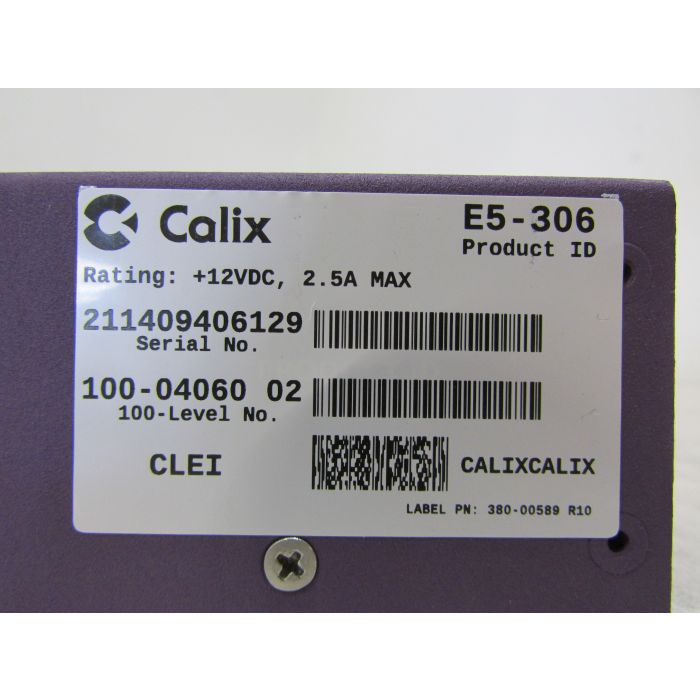 Calix
E5-306
Product ID
Rating: +12VDC, 2.5A MAX
211409406129
Serial No.
100-04060 02
100-Level No.
CLEI
CALIXCALIX
LABEL PN: 380-00589 R10